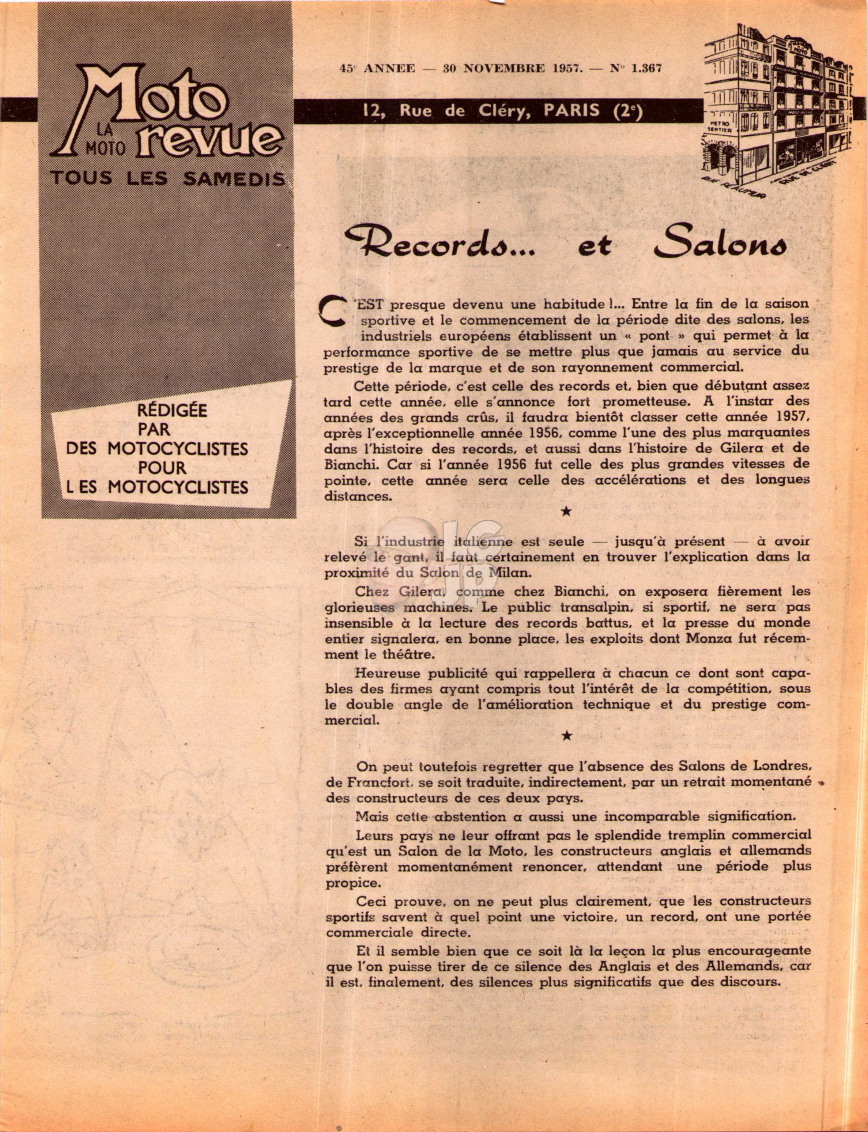 Moto
LA
MOTO
revue
TOUS LES SAMEDIS
45e ANNEE — 30 NOVEMBRE 1957. — No 1.367
12, Rue de Cléry, PARIS (2e)
METRO
SENTIER
RUE REAUMUR
RUE DE CLERY
RÉDIGÉE
PAR
DES MOTOCYCLISTES
POUR
LES MOTOCYCLISTES
Records... et Salons
C'EST presque devenu une habitude !... Entre la fin de la saison
sportive et le commencement de la période dite des salons, les
industriels européens établissent un « pont » qui permet à la
performance sportive de se mettre plus que jamais au service du
prestige de la marque et de son rayonnement commercial.
Cette période, c'est celle des records et, bien que débutant assez
tard cette année, elle s'annonce fort prometteuse. A l'instar des
années des grands crûs, il faudra bientôt classer cette année 1957,
après l'exceptionnelle année 1956, comme l'une des plus marquantes
dans l'histoire des records, et aussi dans l'histoire de Gilera et de
Bianchi. Car si l'année 1956 fut celle des plus grandes vitesses de
pointe, cette année sera celle des accélérations et des longues
distances.
★
Si l'industrie italienne est seule — jusqu'à présent — à avoir
relevé le gant, il faut certainement en trouver l'explication dans la
proximité du Salon de Milan.
Chez Gilera, comme chez Bianchi, on exposera fièrement les
glorieuses machines. Le public transalpin, si sportif, ne sera pas
insensible à la lecture des records battus, et la presse du monde
entier signalera, en bonne place, les exploits dont Monza fut récem-
ment le théâtre.
Heureuse publicité qui rappellera à chacun ce dont sont capa-
bles des firmes ayant compris tout l'intérêt de la compétition, sous
le double angle de l'amélioration technique et du prestige com-
mercial.
★
On peut toutefois regretter que l'absence des Salons de Londres,
de Francfort, se soit traduite, indirectement, par un retrait momentané
des constructeurs de ces deux pays.
Mais cette abstention a aussi une incomparable signification.
Leurs pays ne leur offrant pas le splendide tremplin commercial
qu'est un Salon de la Moto, les constructeurs anglais et allemands
préfèrent momentanément renoncer, attendant une période plus
propice.
Ceci prouve, on ne peut plus clairement, que les constructeurs
sportifs savent à quel point une victoire, un record, ont une portée
commerciale directe.
Et il semble bien que ce soit là la leçon la plus encourageante
que l'on puisse tirer de ce silence des Anglais et des Allemands, car
il est, finalement, des silences plus significatifs que des discours.